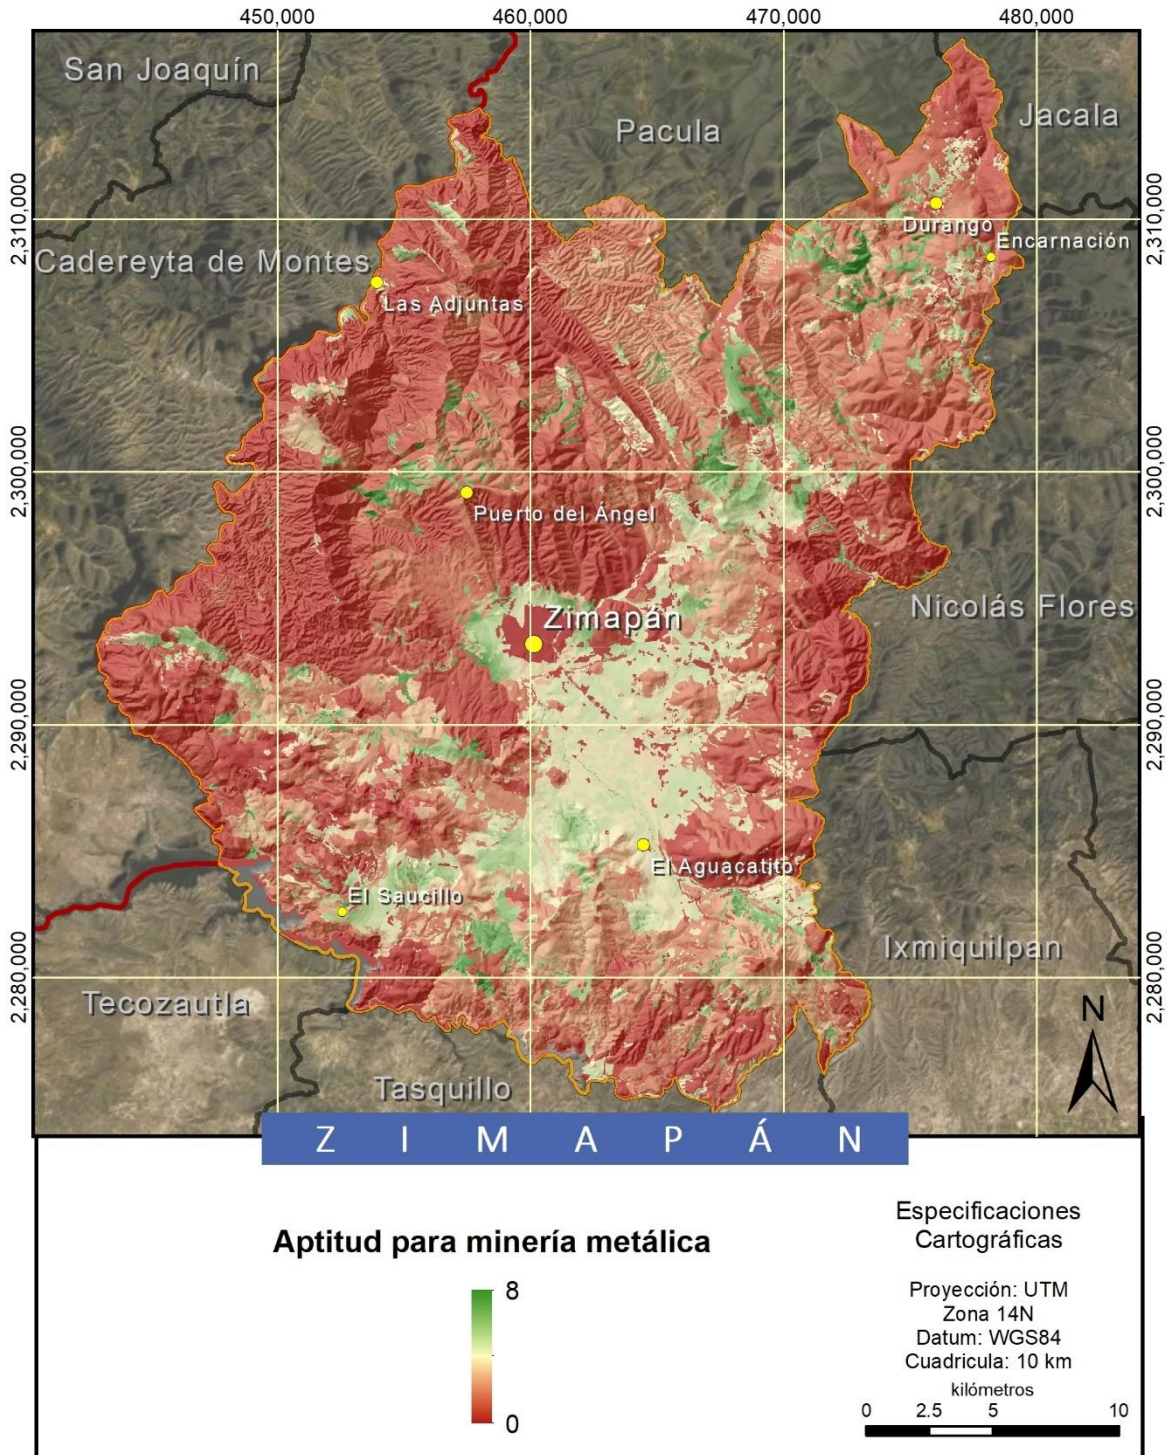 450,000 460,000 470,000 480,000
San Joaquín
Pacula
Jacala
2,310,000 2,310,000
Durango
Encarnación
Cadereyta de Montes
Las Adjuntas
2,300,000 2,300,000
Puerto del Ángel
Zimapán
Nicolás Flores
2,290,000 2,290,000
El Aguacatito
El Saucillo
Ixmiquilpan
2,280,000 2,280,000
Tecozautla
N
Tasquillo
Z I M A P Á N
Aptitud para minería metálica
8
0
Especificaciones
Cartográficas
Proyección: UTM
Zona 14N
Datum: WGS84
Cuadricula: 10 km
kilómetros
0 2.5 5 10